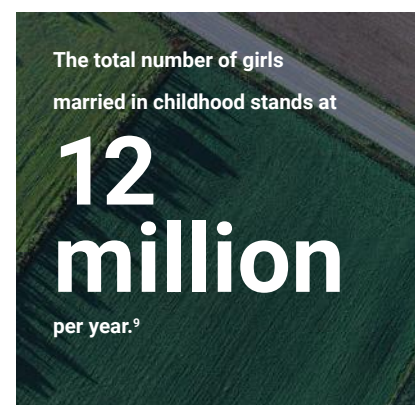 The total number of girls
married in childhood stands at
12
million
per year.⁹